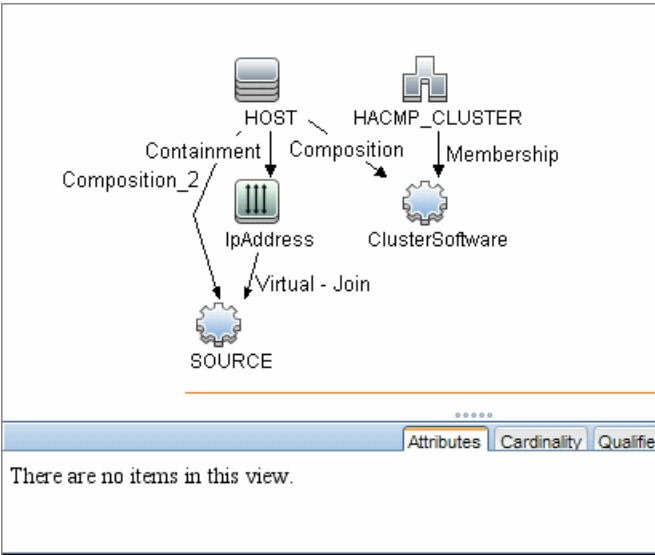 HOST
HACMP_CLUSTER
Containment
Composition
Membership
Composition_2
IpAddress
ClusterSoftware
Virtual - Join
SOURCE
Attributes
Cardinality
Qualifie
There are no items in this view.